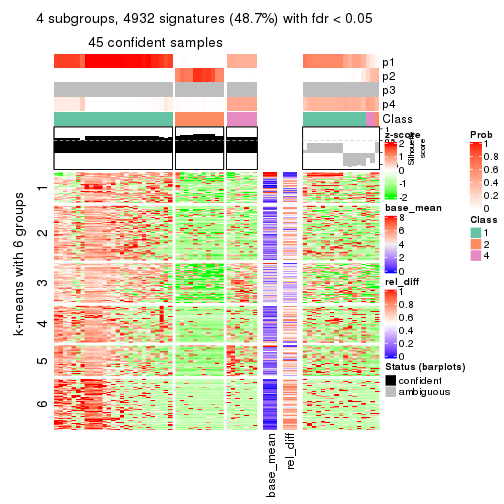 4 subgroups, 4932 signatures (48.7%) with fdr < 0.05
45 confident samples
p1
p2
p3
p4
Class
1
Silhouette
score
k-means with 6 groups
1
2
3
4
5
6
base_mean
rel_diff
z-score
2
1
0
-1
-2
base_mean
8
6
4
2
0
rel_diff
1
0.8
0.6
0.4
0.2
0
Status (barplots)
confident
ambiguous
Prob
1
0.8
0.6
0.4
0.2
0
Class
1
2
4